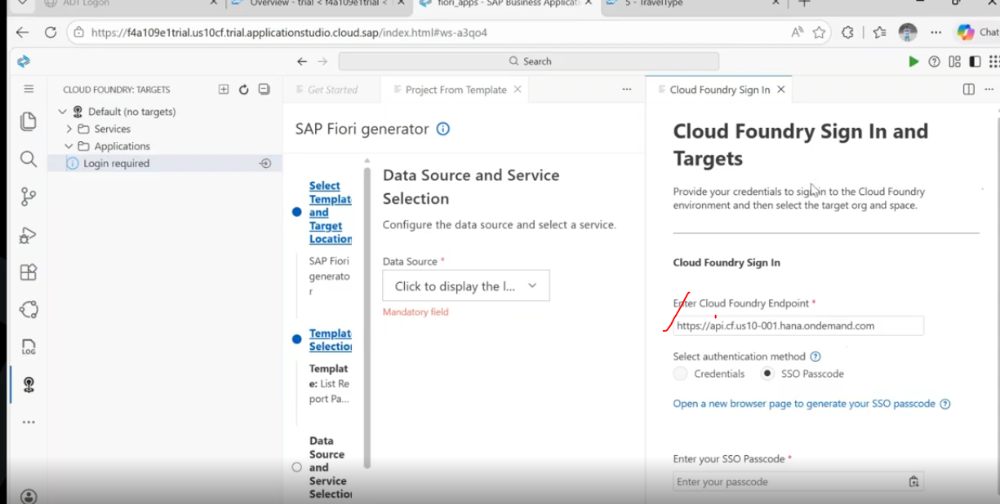 ADT Logon
Overview - trial < f4a109e1trial <
fiori_apps - SAP Business Applicati
5 - TravelType
https://f4a109e1trial.us10cf.trial.applicationstudio.cloud.sap/index.html#ws-a3qo4
Chat
Search
CLOUD FOUNDRY: TARGETS
Default (no targets)
Services
Applications
Login required
LOG
Get Started
Project From Template
SAP Fiori generator
Select
Templat
and
Target
Location
SAP Fiori
generato
r
Templat
Selection
Templat
e: List Re
port Pa...
Data
Source
and
Service
Selection
Data Source and Service
Selection
Configure the data source and select a service.
Data Source *
Click to display the l...
Mandatory field
Cloud Foundry Sign In
Cloud Foundry Sign In and
Targets
Provide your credentials to sign in to the Cloud Foundry
environment and then select the target org and space.
Cloud Foundry Sign In
Enter Cloud Foundry Endpoint *
https://api.cf.us10-001.hana.ondemand.com
Select authentication method
Credentials
SSO Passcode
Open a new browser page to generate your SSO passcode
Enter your SSO Passcode *
Enter your passcode